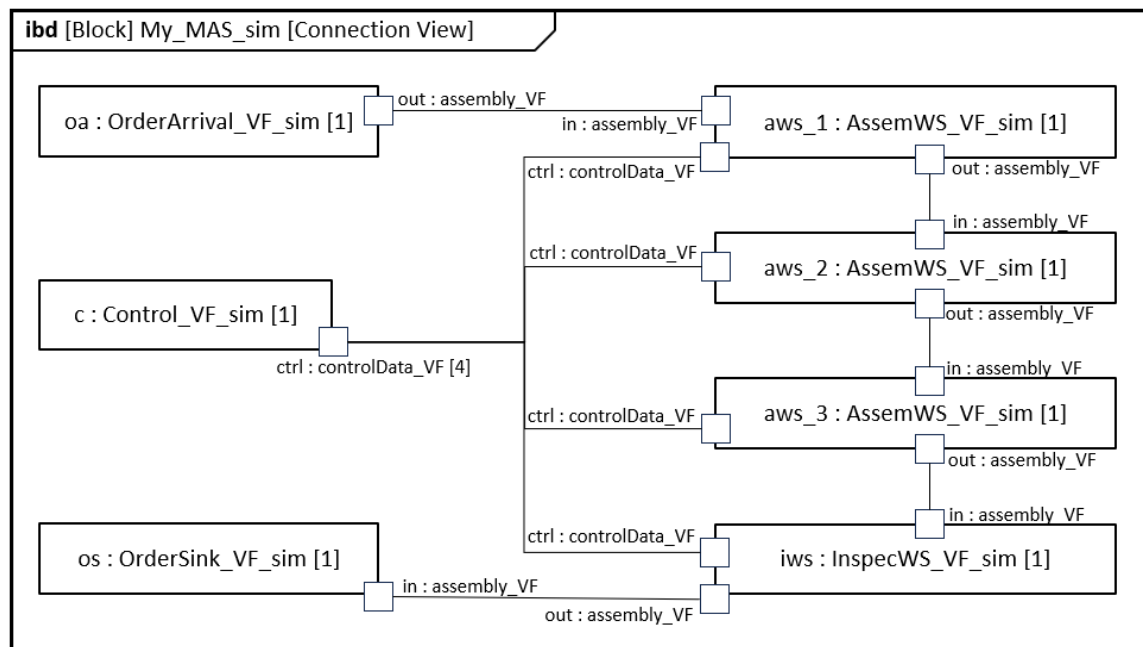 ibd [Block] My_MAS_sim [Connection View]
oa : OrderArrival_VF_sim [1]
out : assembly_VF
in : assembly_VF
aws_1 : AssemWS_VF_sim [1]
ctrl : controlData_VF
out : assembly_VF
in : assembly_VF
ctrl : controlData_VF
aws_2 : AssemWS_VF_sim [1]
out : assembly_VF
c : Control_VF_sim [1]
ctrl : controlData_VF [4]
in : assembly_VF
ctrl : controlData_VF
aws_3 : AssemWS_VF_sim [1]
out : assembly_VF
in : assembly_VF
ctrl : controlData_VF
iws : InspecWS_VF_sim [1]
os : OrderSink_VF_sim [1]
in : assembly_VF
out : assembly_VF